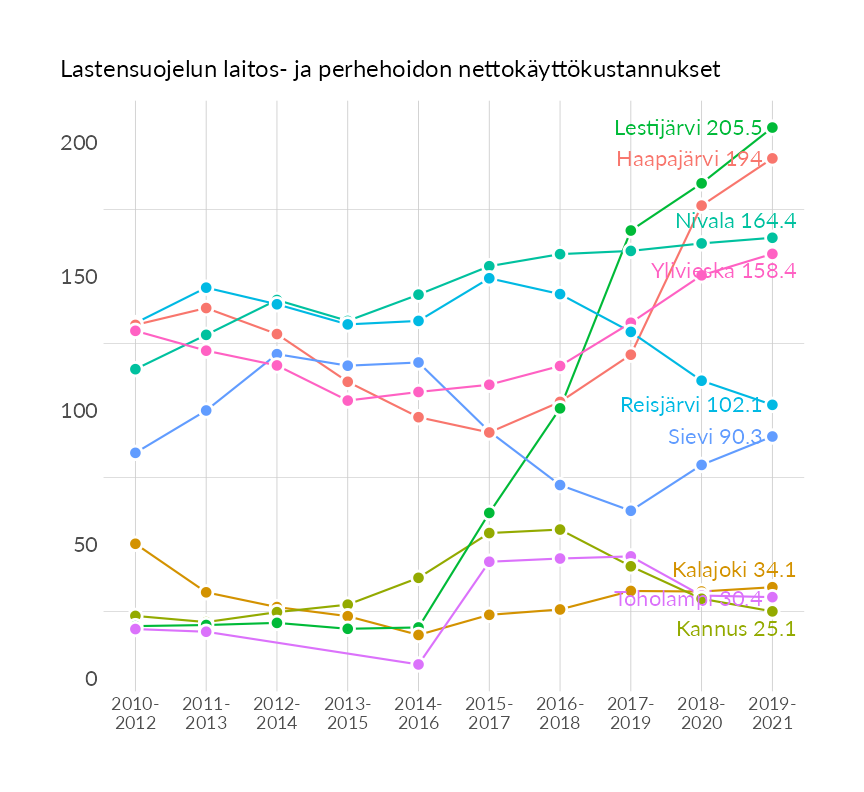 Lastensuojelun laitos- ja perhehoidon nettokäyttökustannukset
200
150
100
50
0
Lestijärvi 205.5
Haapajärvi 194
Nivala 164.4
Ylivieska 158.4
Reisjärvi 102.1
Sievi 90.3
Kalajoki 34.1
Toholampi 30.4
Kannus 25.1
2010- 2011- 2012- 2013- 2014- 2015- 2016- 2017- 2018- 2019-
2012 2013 2014 2015 2016 2017 2018 2019 2020 2021